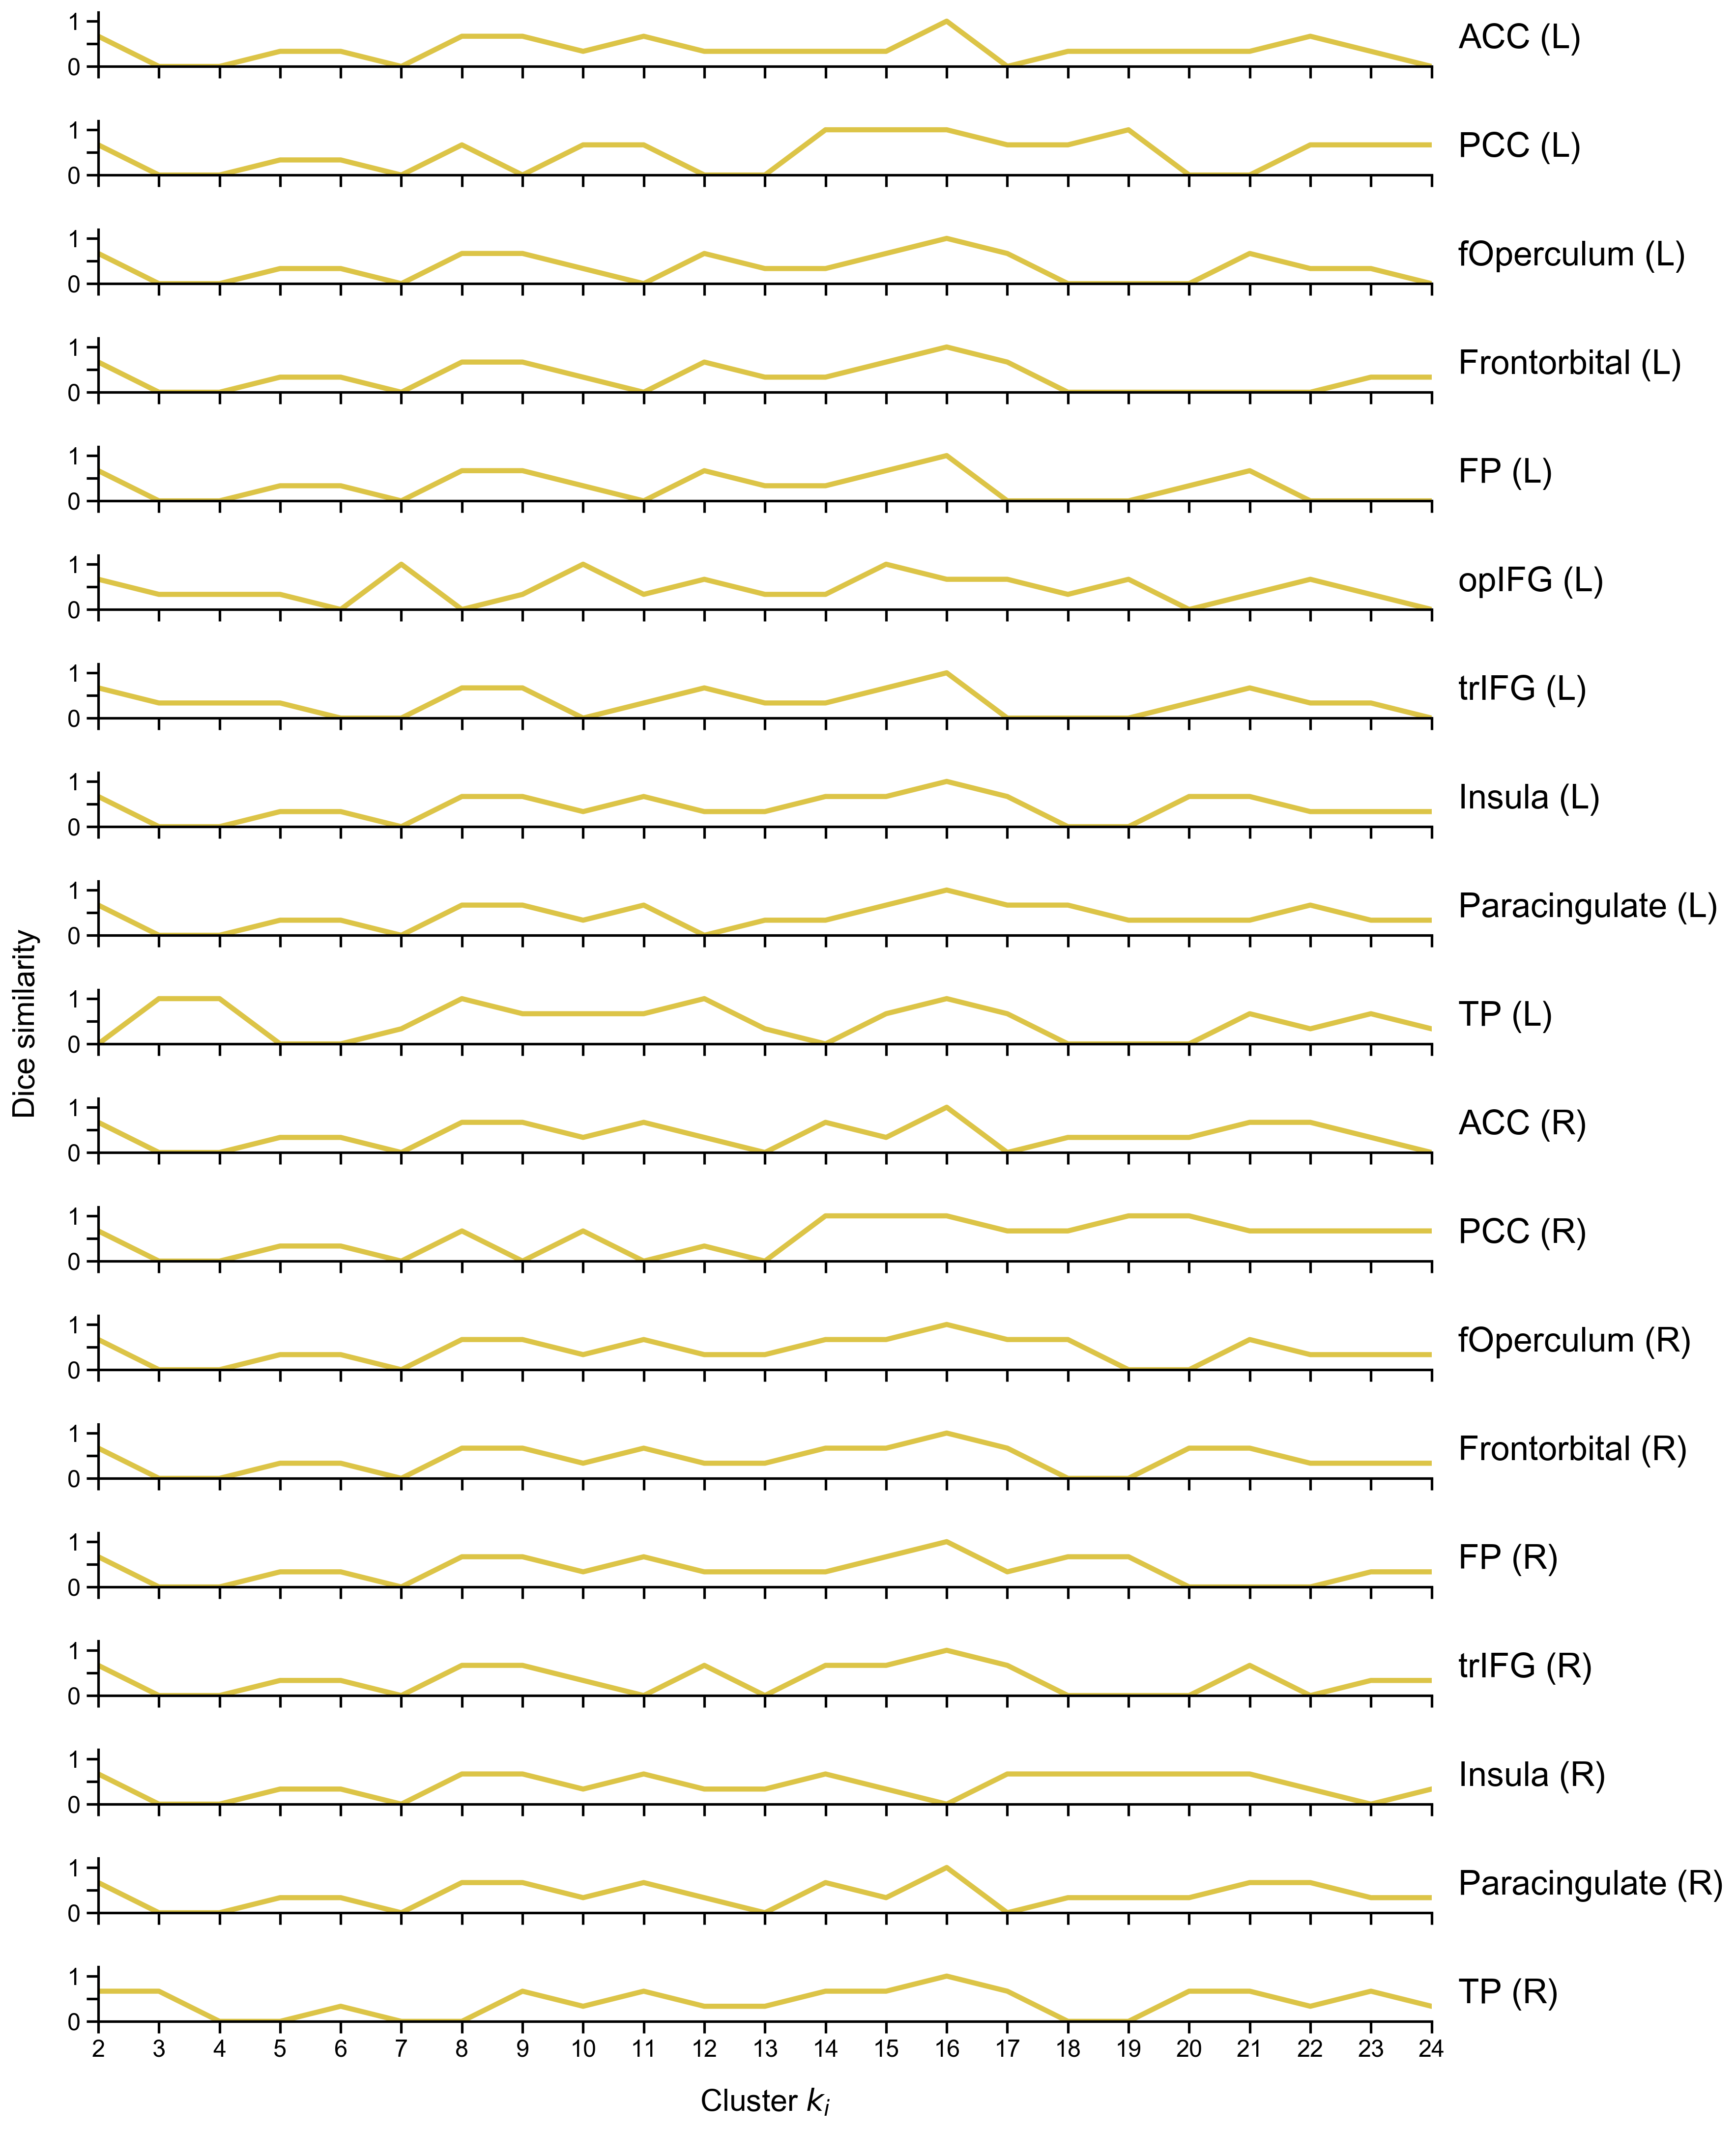 1
0
ACC (L)
1
0
PCC (L)
1
0
fOperculum (L)
1
0
Frontorbital (L)
1
0
FP (L)
1
0
opIFG (L)
1
0
trIFG (L)
1
0
Insula (L)
1
0
Paracingulate (L)
Dice similarity
1
0
TP (L)
1
0
ACC (R)
1
0
PCC (R)
1
0
fOperculum (R)
1
0
Frontorbital (R)
1
0
FP (R)
1
0
trIFG (R)
1
0
Insula (R)
1
0
Paracingulate (R)
1
0
TP (R)
2 3 4 5 6 7 8 9 10 11 12 13 14 15 16 17 18 19 20 21 22 23 24
Cluster k_i